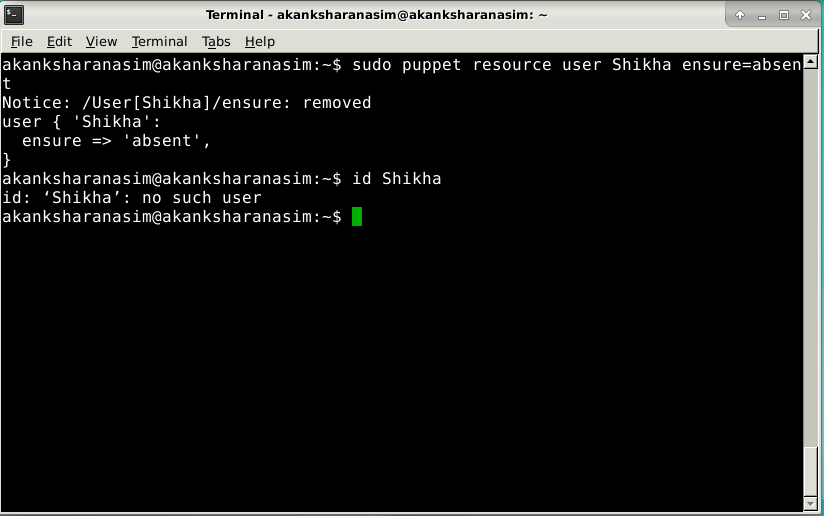 Terminal - akanksharanasim@akanksharanasim: ~
File Edit View Terminal Tabs Help
akanksharanasim@akanksharanasim:~$ sudo puppet resource user Shikha ensure=absen
t
Notice: /User[Shikha]/ensure: removed
user { 'Shikha':
  ensure => 'absent',
}
akanksharanasim@akanksharanasim:~$ id Shikha
id: ‘Shikha’: no such user
akanksharanasim@akanksharanasim:~$